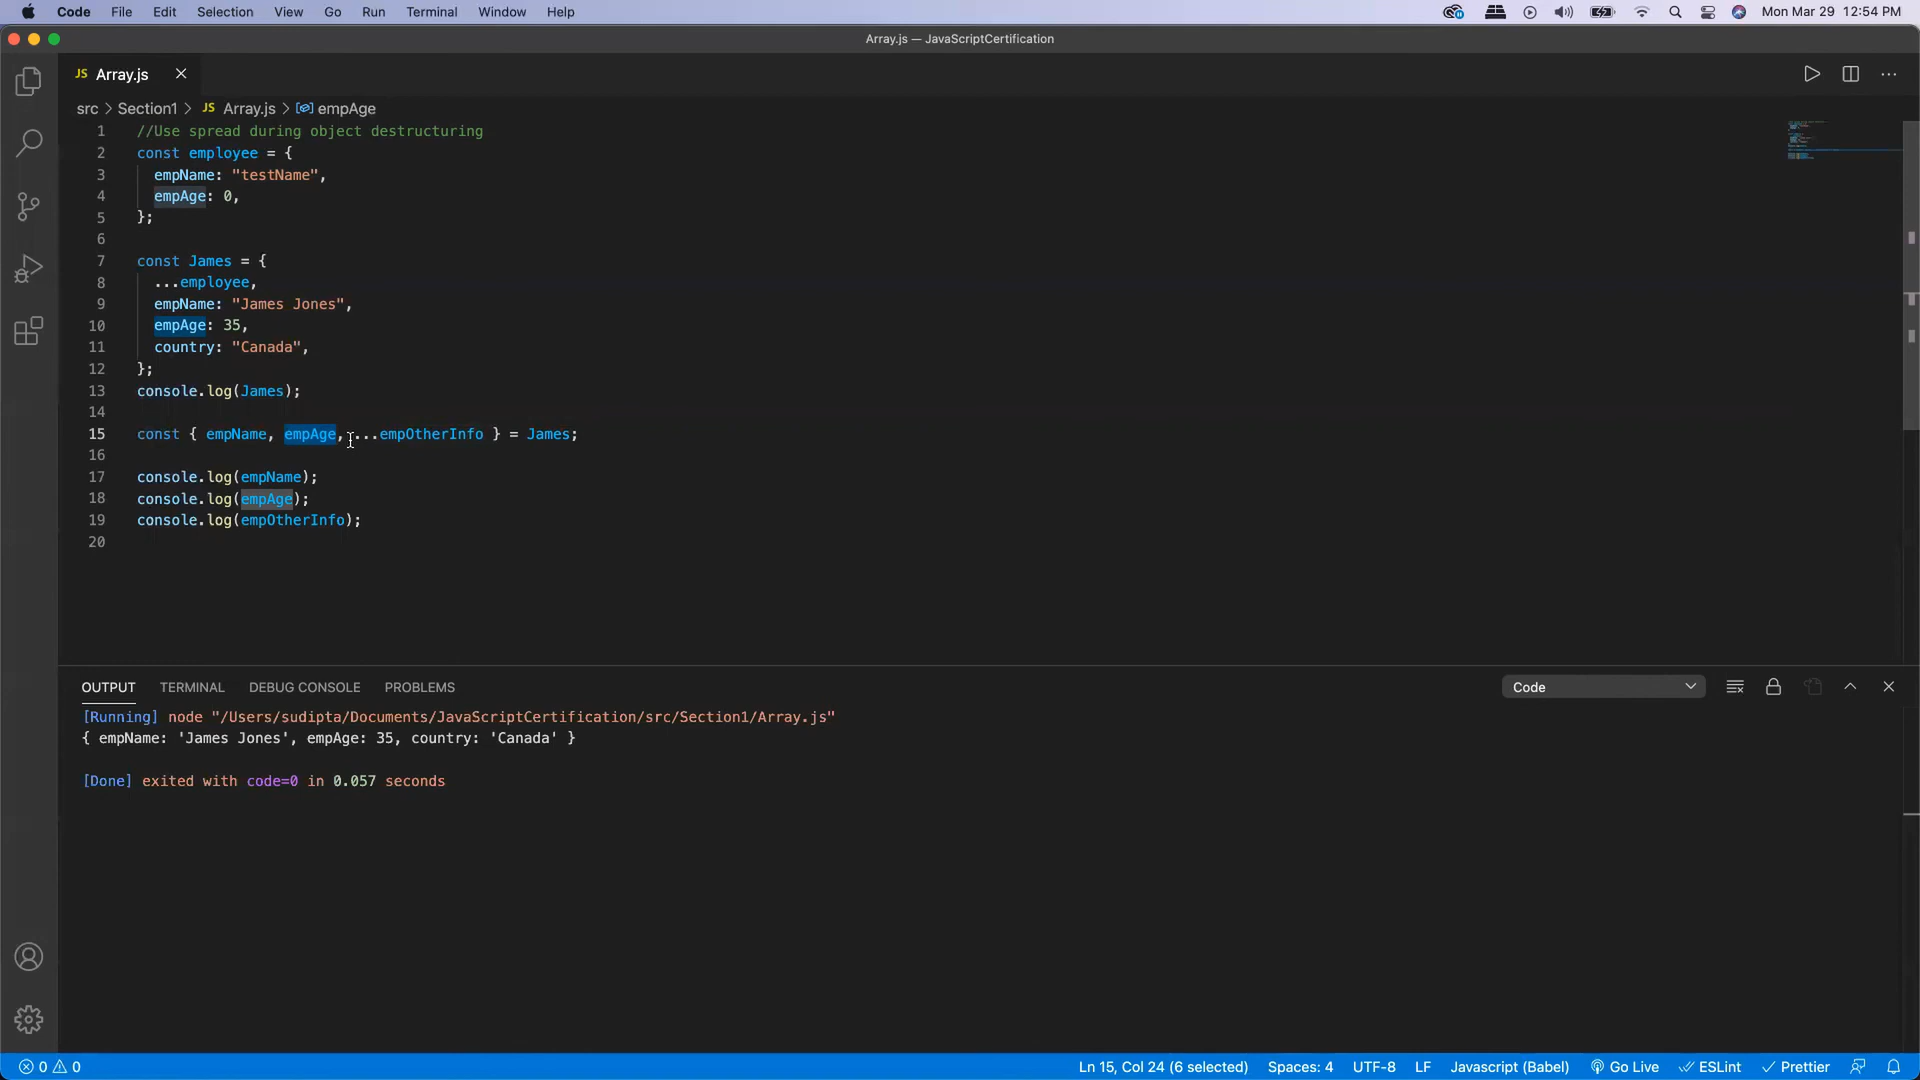 Code File Edit Selection View Go Run Terminal Window Help Mon Mar 29 12:54 PM
Array.js — JavaScriptCertification
JS Array.js
src > Section1 > JS Array.js > empAge
1 //Use spread during object destructuring
2 const employee = {
3 empName: "testName",
4 empAge: 0,
5 };
6
7 const James = {
8 ...employee,
9 empName: "James Jones",
10 empAge: 35,
11 country: "Canada",
12 };
13 console.log(James);
14
15 const { empName, empAge, ...empOtherInfo } = James;
16
17 console.log(empName);
18 console.log(empAge);
19 console.log(empOtherInfo);
20
OUTPUT TERMINAL DEBUG CONSOLE PROBLEMS Code
[Running] node "/Users/sudipta/Documents/JavaScriptCertification/src/Section1/Array.js"
{ empName: 'James Jones', empAge: 35, country: 'Canada' }
[Done] exited with code=0 in 0.057 seconds
0 0 Ln 15, Col 24 (6 selected) Spaces: 4 UTF-8 LF Javascript (Babel) Go Live ESLint Prettier